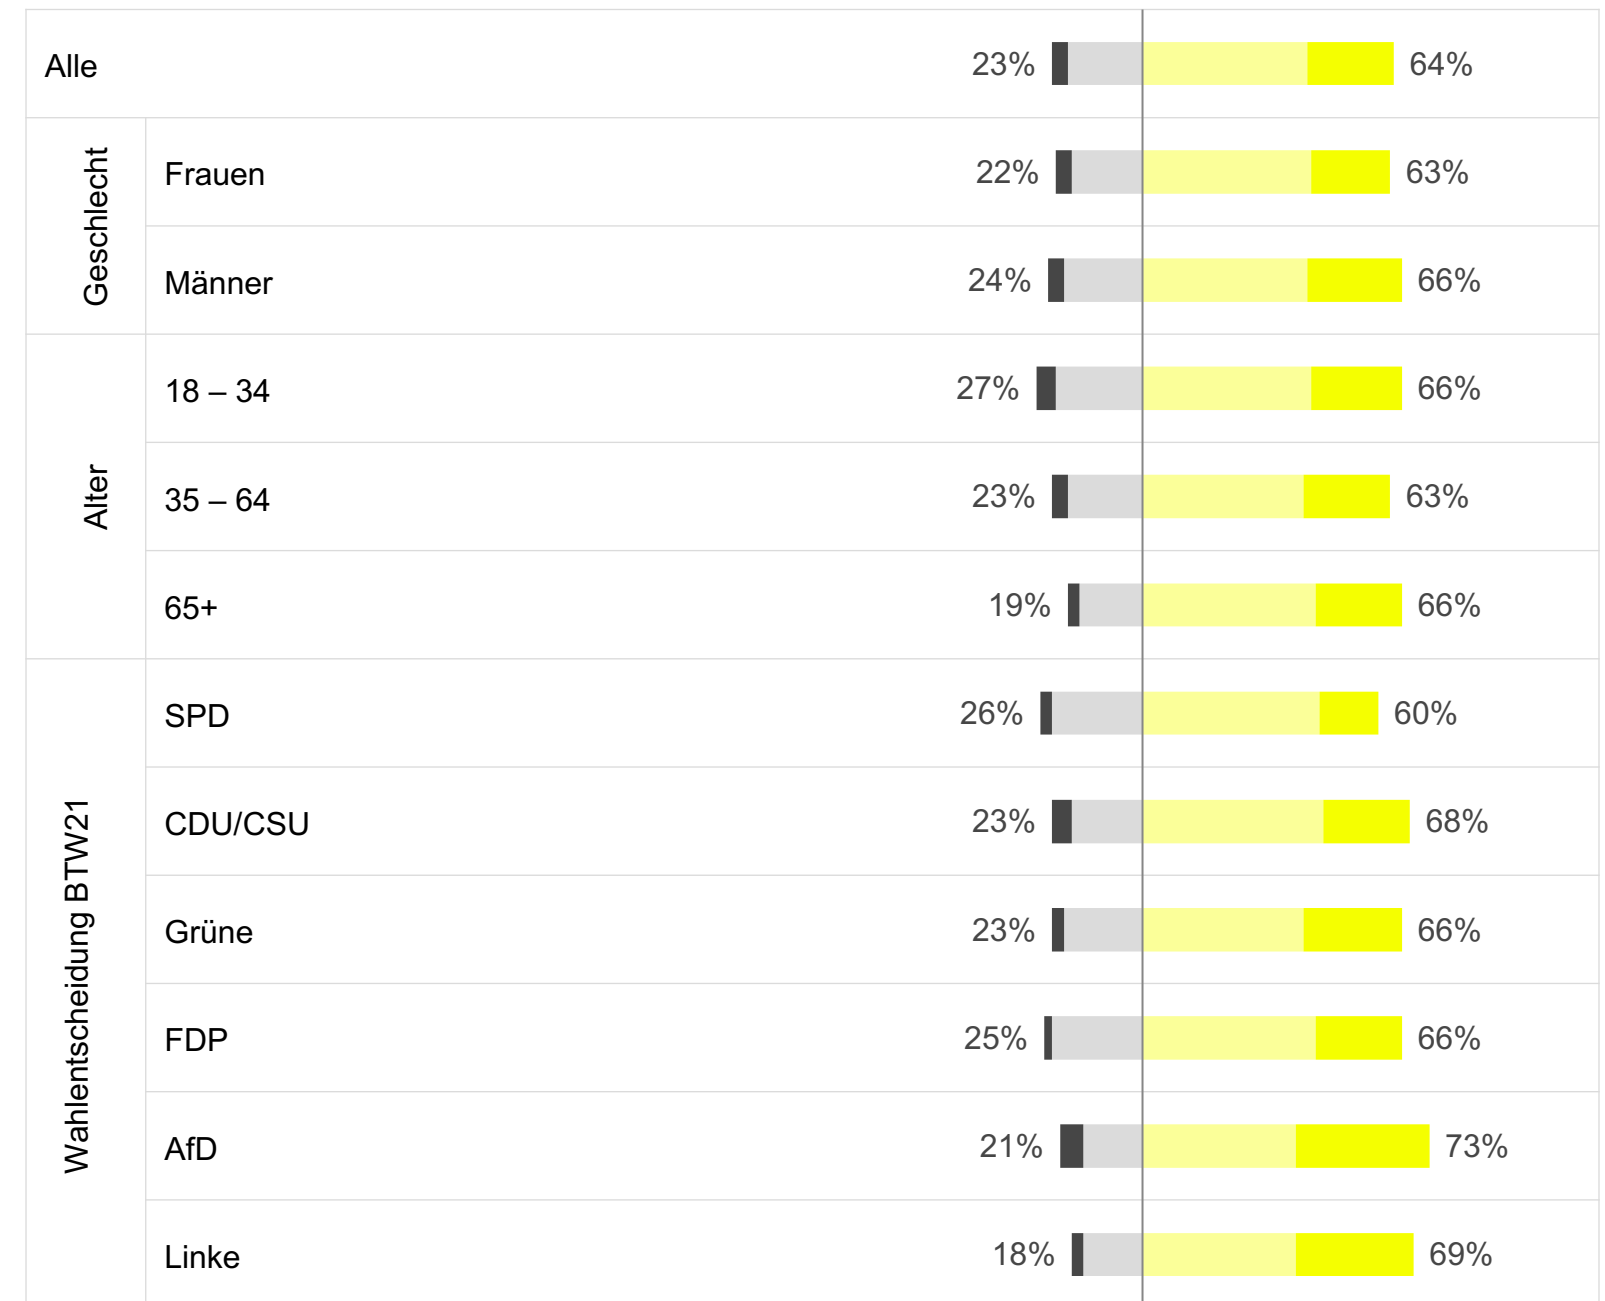 Alle 23% 64%
Geschlecht
Frauen 22% 63%
Männer 24% 66%
Alter
18 – 34 27% 66%
35 – 64 23% 63%
65+ 19% 66%
Wahlentscheidung BTW21
SPD 26% 60%
CDU/CSU 23% 68%
Grüne 23% 66%
FDP 25% 66%
AfD 21% 73%
Linke 18% 69%